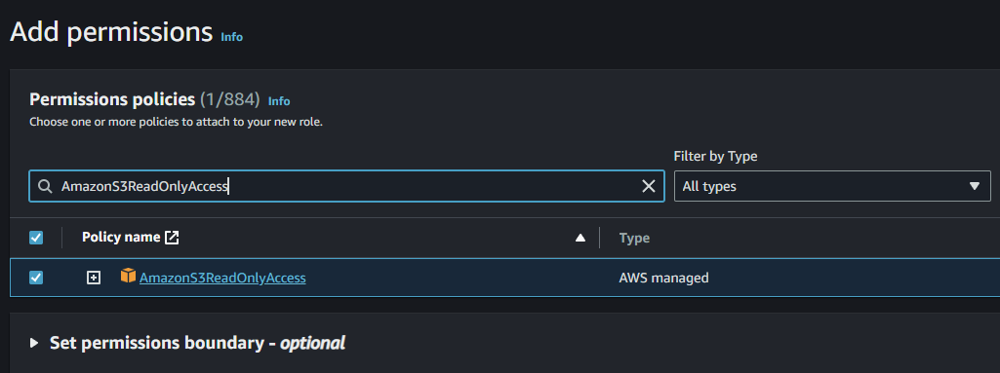 Add permissions Info
Permissions policies (1/884) Info
Choose one or more policies to attach to your new role.
Filter by Type
AmazonS3ReadOnlyAccess
All types
Policy name
Type
AmazonS3ReadOnlyAccess
AWS managed
Set permissions boundary - optional